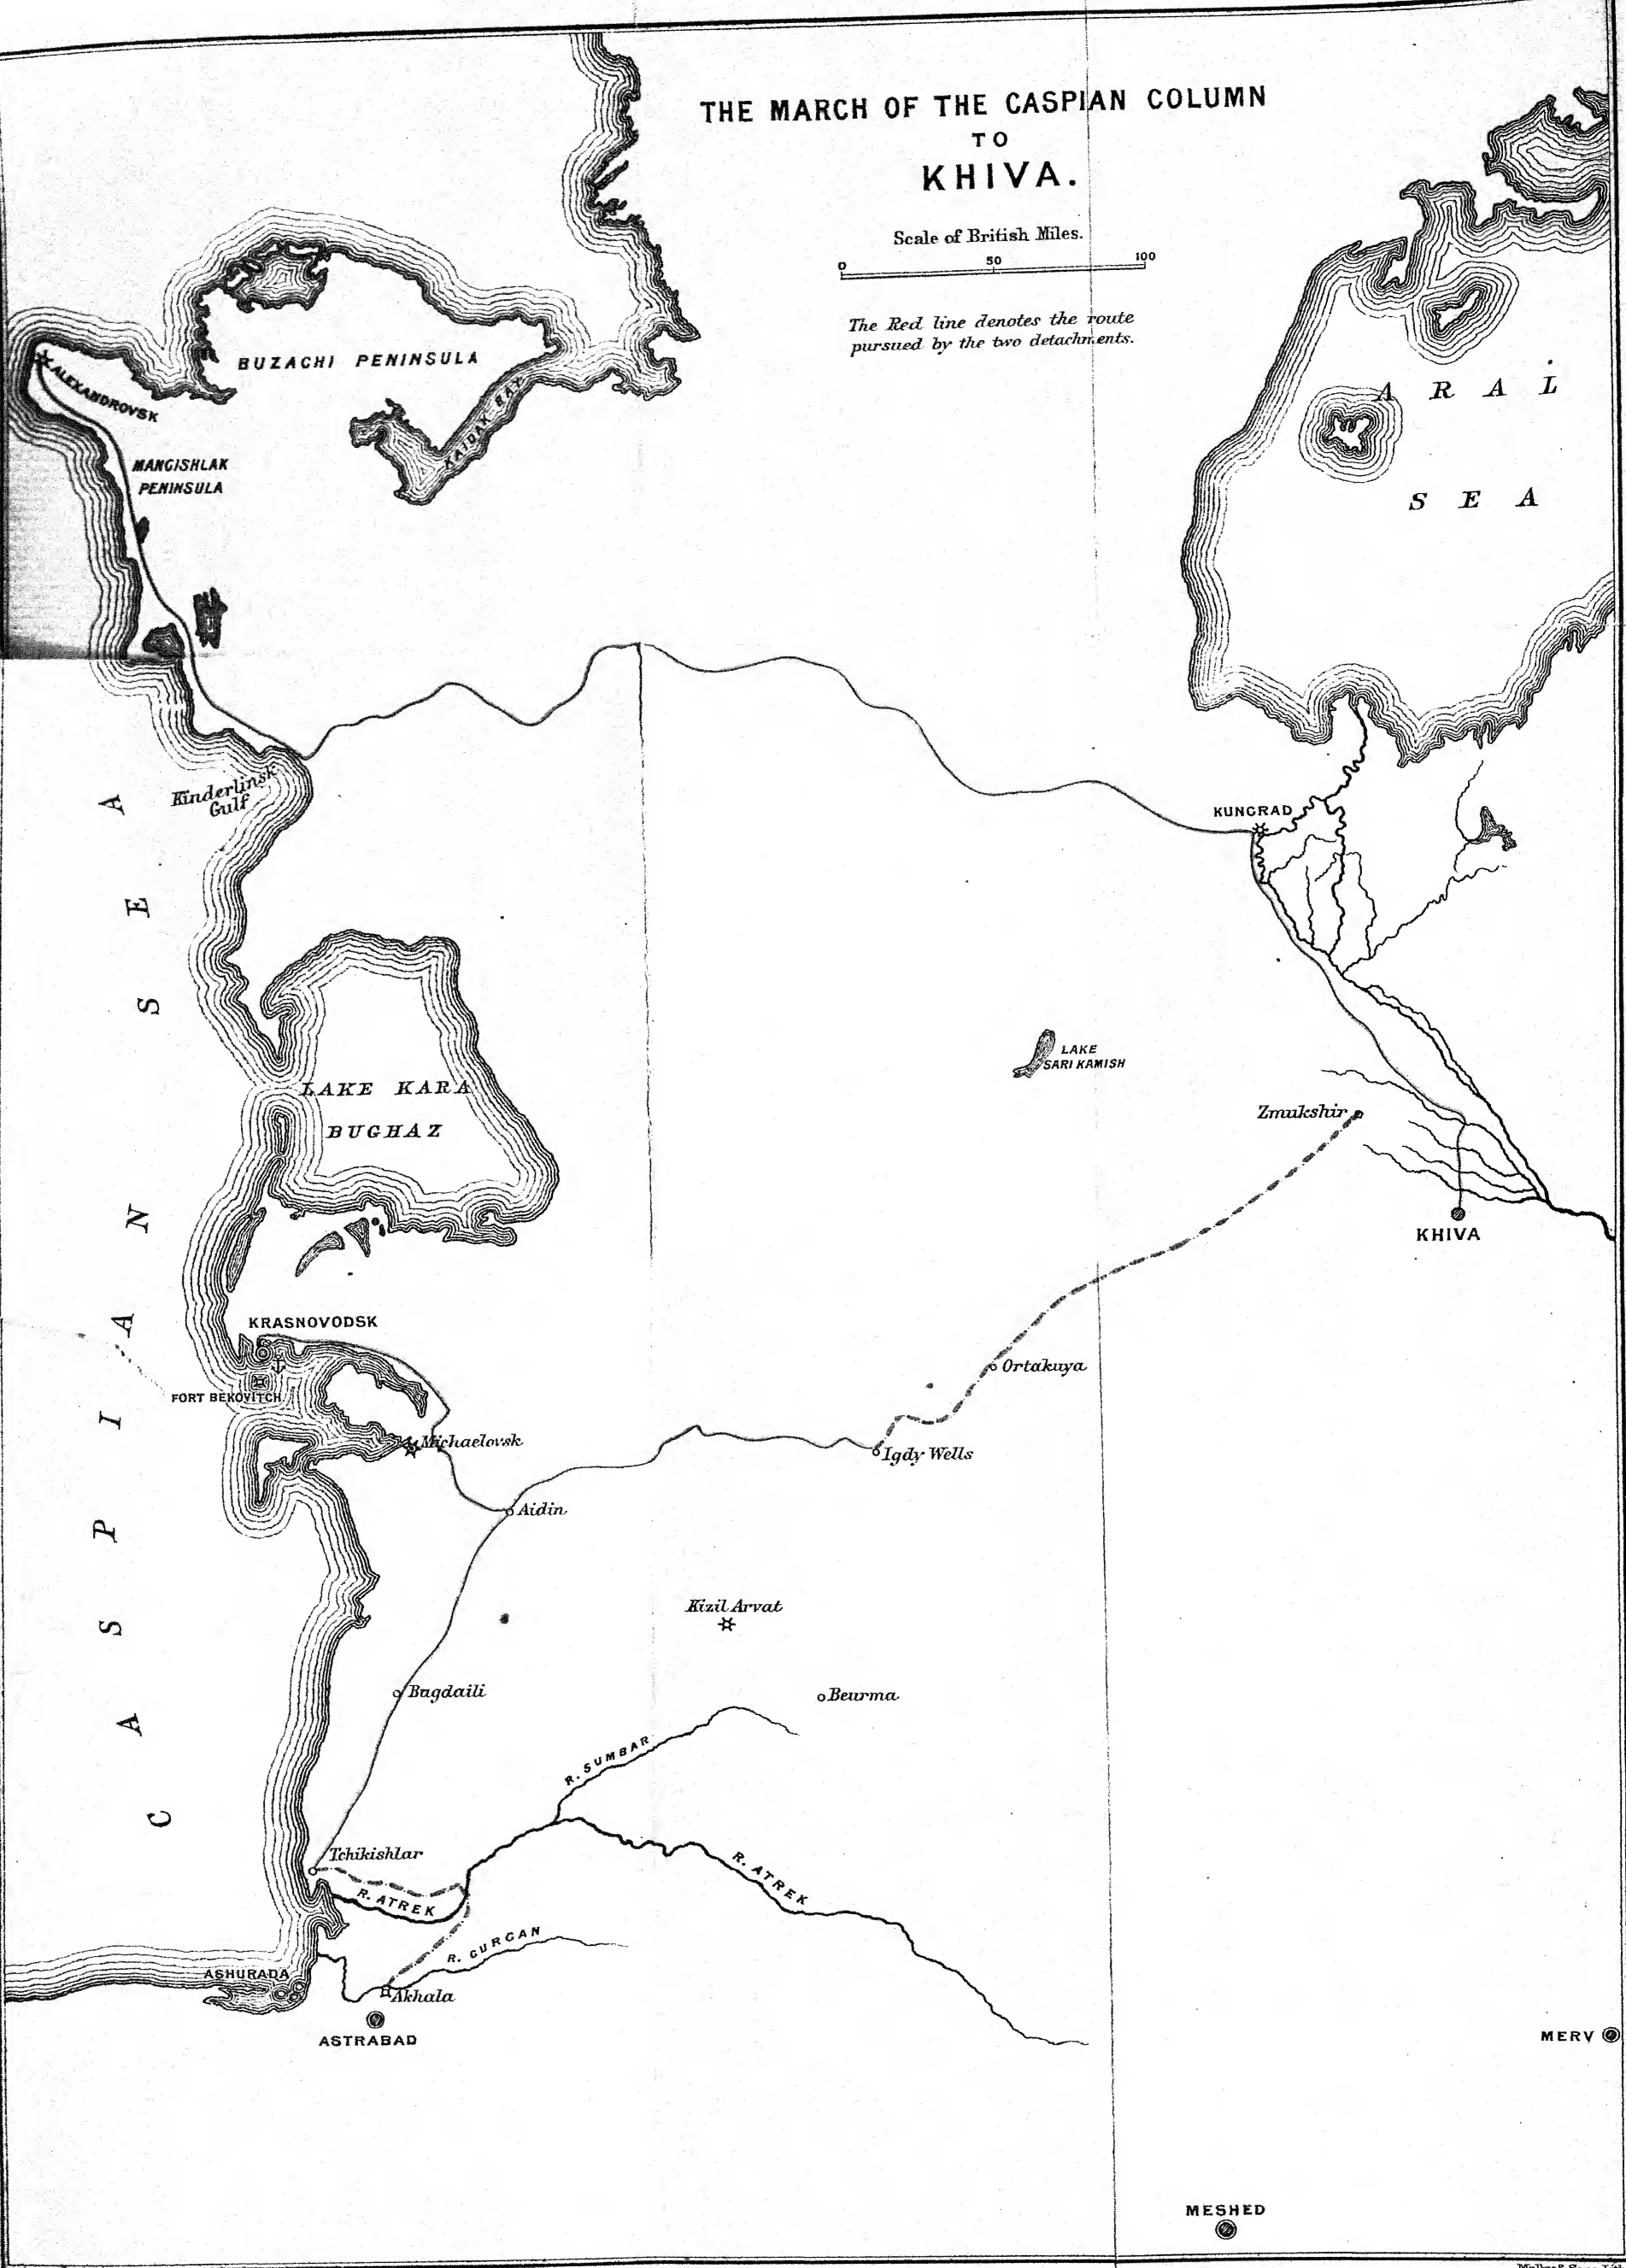 THE MARCH OF THE CASPIAN COLUMN
TO
KHIVA.
Scale of British Miles.
0 50 100
The Red line denotes the route
pursued by the two detachments.
BUZACHI PENINSULA
ALEXANDROVSK
KAIDAK BAY
MANGISHLAK
PENINSULA
ARAL
SEA
Kinderlinsk
Gulf
KUNGRAD
CASPIAN SEA
LAKE
SARI KAMISH
LAKE KARA
BUGHAZ
Zmukshir
KHIVA
KRASNOVODSK
FORT BEKOVITCH
Ortakuya
Michaelovsk
Igdy Wells
Aidin
Kizil Arvat
Bugdaili
Beurma
R. SUMBAR
Tchikishlar
R. ATREK
R. ATREK
R. GURGAN
ASHURADA
Akhala
ASTRABAD
MERV
MESHED